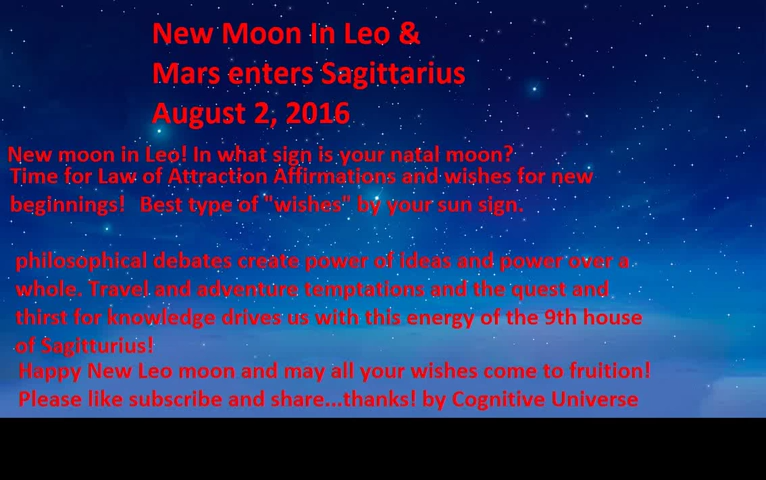 New Moon In Leo &
Mars enters Sagittarius
August 2, 2016
New moon in Leo! In what sign is your natal moon?
Time for Law of Attraction Affirmations and wishes for new
beginnings!  Best type of "wishes" by your sun sign.
philosophical debates create power of ideas and power over a
whole. Travel and adventure temptations and the quest and
thirst for knowledge drives us with this energy of the 9th house
of Sagitturius!
Happy New Leo moon and may all your wishes come to fruition!
Please like subscribe and share...thanks! by Cognitive Universe